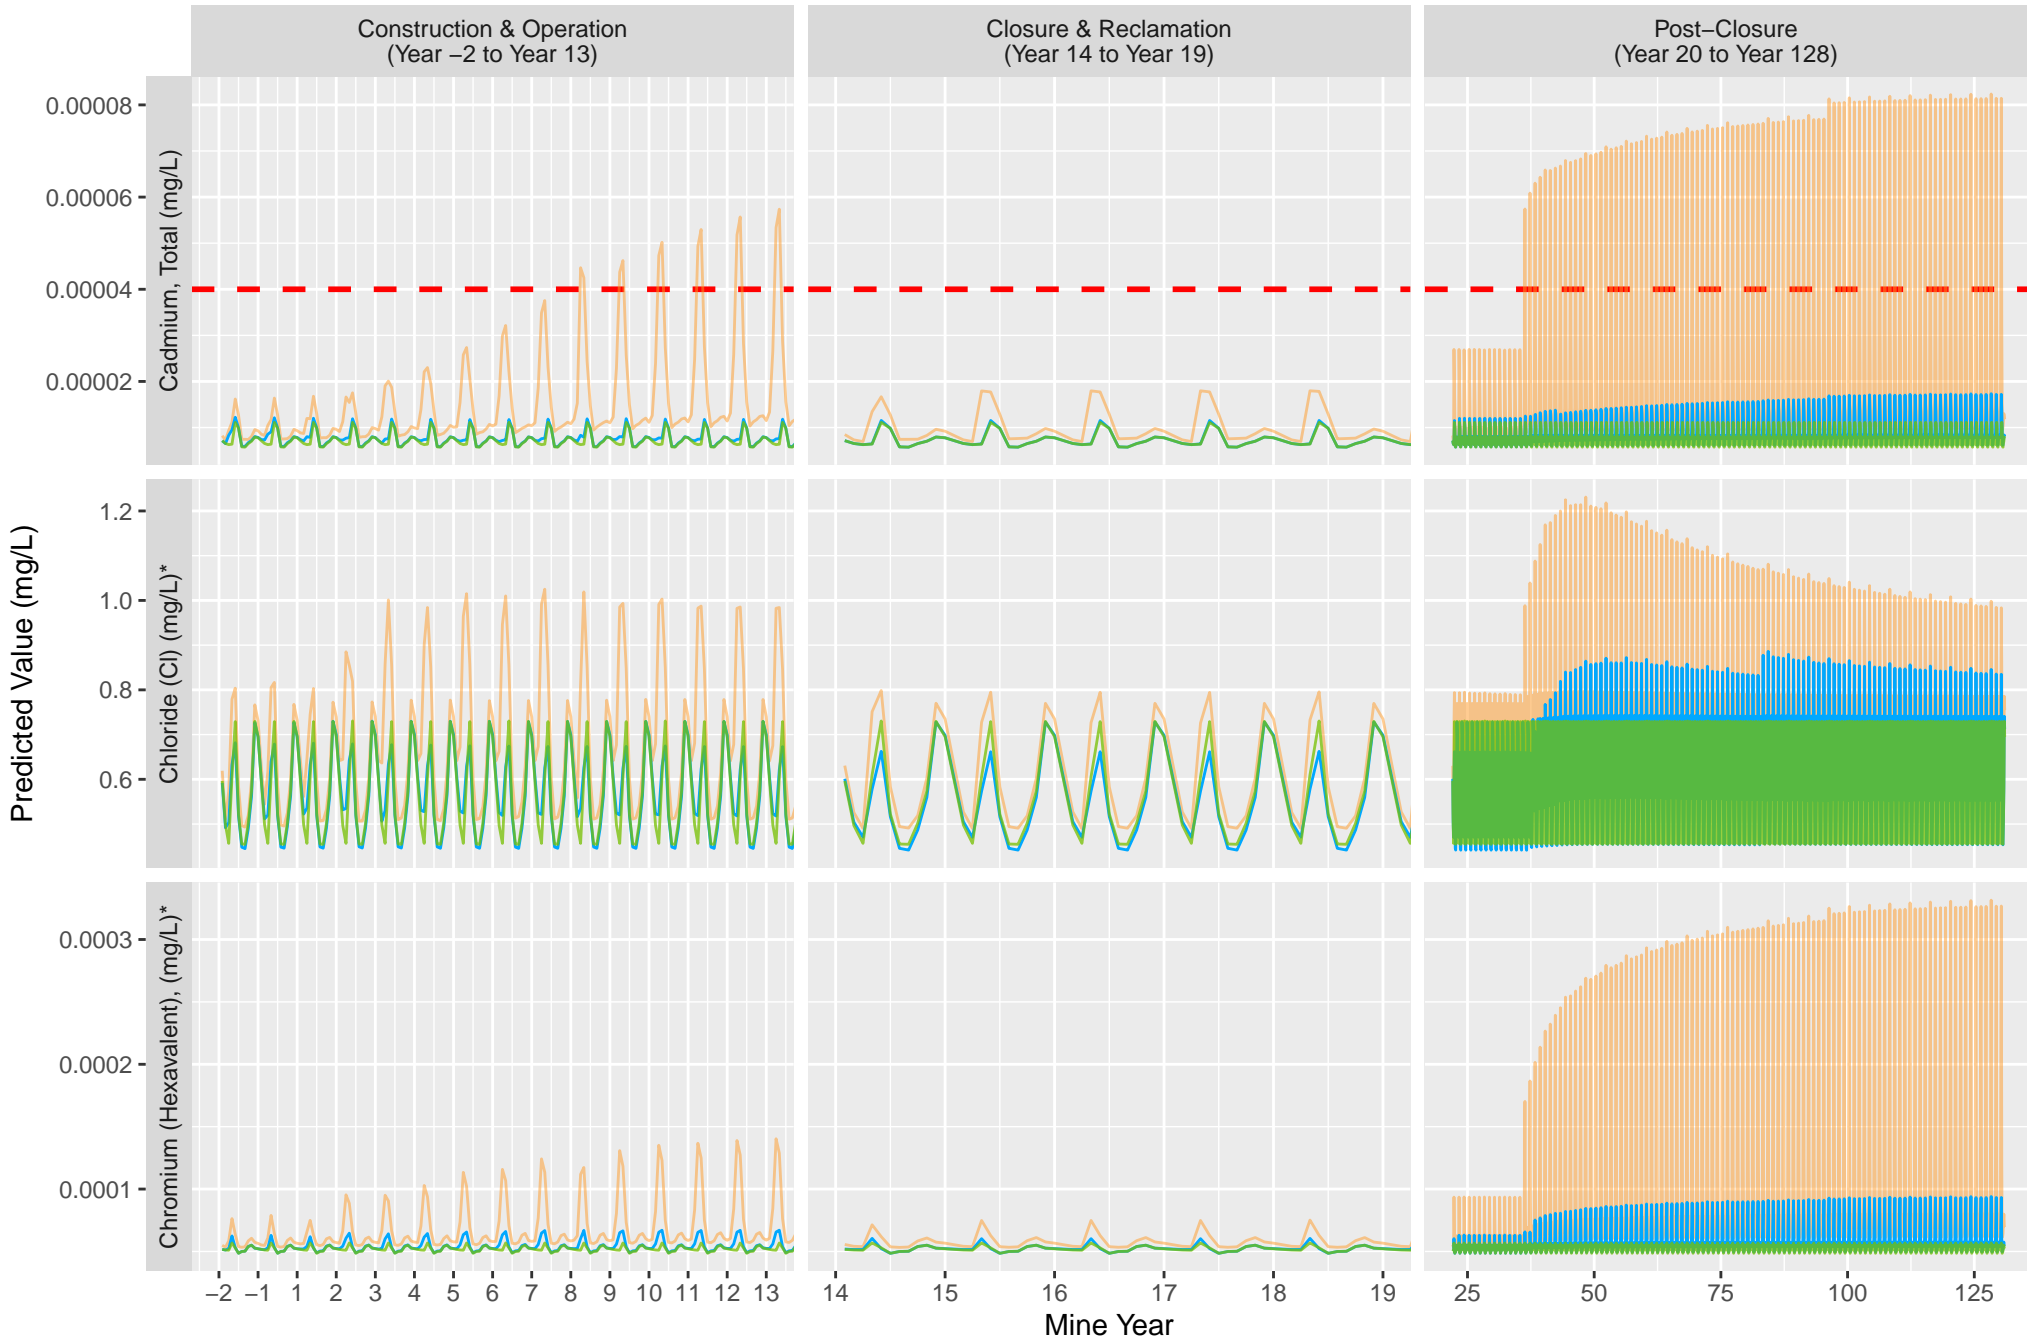 Construction & Operation
(Year −2 to Year 13)
Closure & Reclamation
(Year 14 to Year 19)
Post−Closure
(Year 20 to Year 128)
Predicted Value (mg/L)
Cadmium, Total (mg/L)
0.00008
0.00006
0.00004
0.00002
Chloride (Cl) (mg/L)*
1.2
1.0
0.8
0.6
Chromium (Hexavalent), (mg/L)*
0.0003
0.0002
0.0001
−2 −1 1 2 3 4 5 6 7 8 9 10 11 12 13
14 15 16 17 18 19
25 50 75 100 125
Mine Year